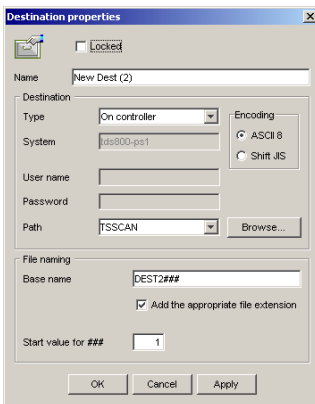 Destination properties
Locked
Name New Dest (2)
Destination
Type On controller
Encoding
ASCII 8
System tds800-ps1
Shift JIS
User name
Password
Path TSSCAN Browse...
File naming
Base name DEST2###
Add the appropriate file extension
Start value for ### 1
OK Cancel Apply